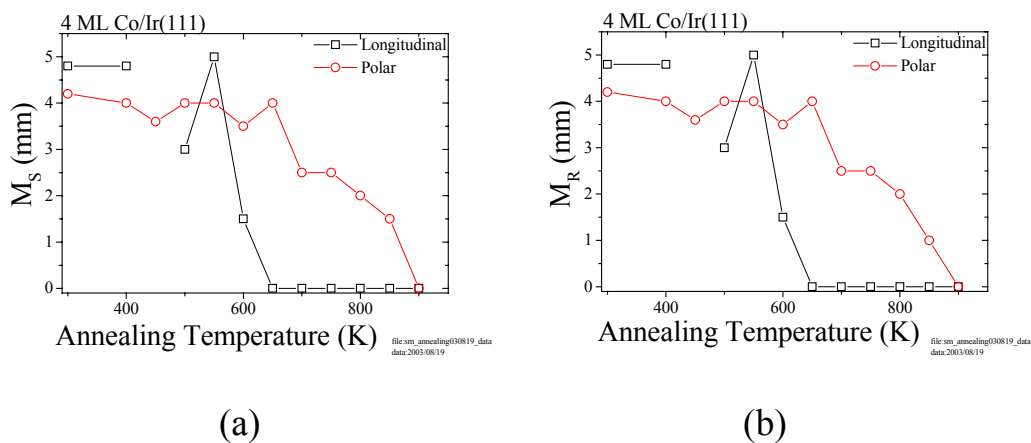 4 ML Co/Ir(111)
Longitudinal
Polar
5
4
3
2
1
0
M_S (mm)
400
600
800
Annealing Temperature (K)
file:sm_annealing030819_data
data:2003/08/19
(a)
4 ML Co/Ir(111)
Longitudinal
Polar
5
4
3
2
1
0
M_R (mm)
400
600
800
Annealing Temperature (K)
file:sm_annealing030819_data
data:2003/08/19
(b)